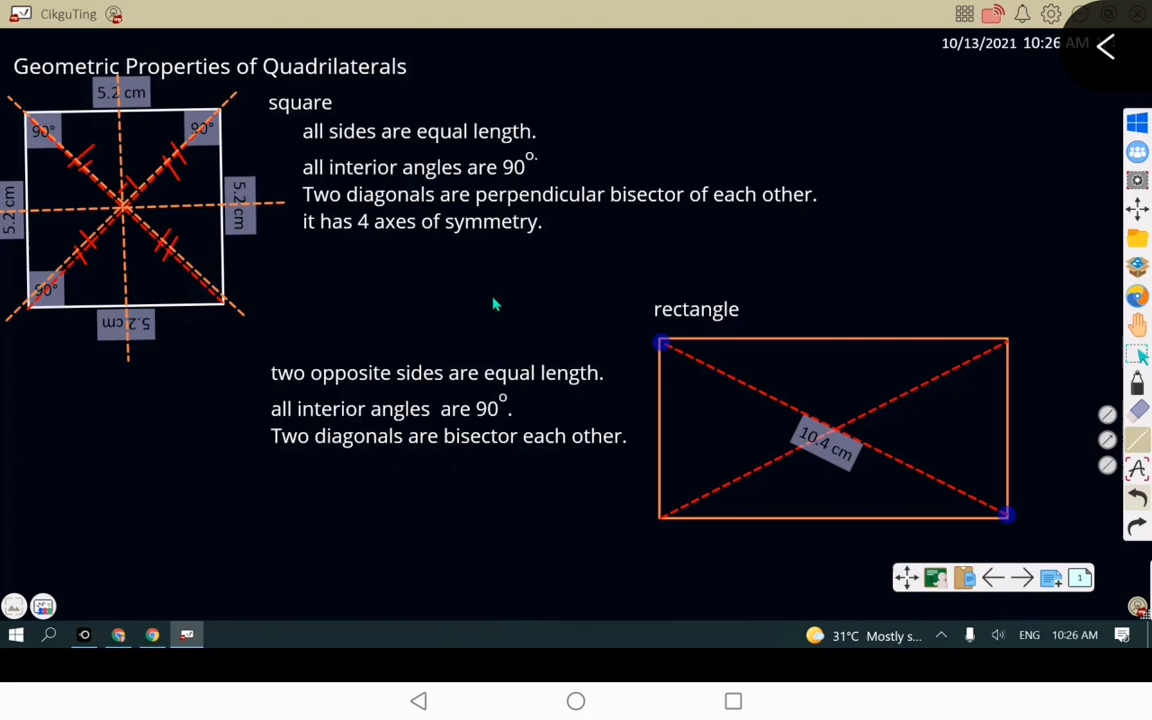 CikguTing
10/13/2021 10:26 AM
Geometric Properties of Quadrilaterals
5.2 cm
square
90°
90°
all sides are equal length.
all interior angles are 90°.
Two diagonals are perpendicular bisector of each other.
5.2 cm
5.2 cm
it has 4 axes of symmetry.
90°
5.2 cm
rectangle
two opposite sides are equal length.
all interior angles are 90°.
Two diagonals are bisector each other.
10.4 cm
1
31°C Mostly s...
ENG
10:26 AM